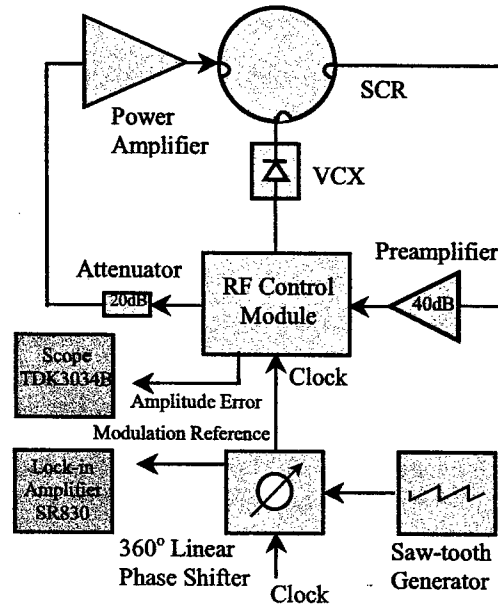 SCR
Power
Amplifier
VCX
Preamplifier
Attenuator
20dB
RF Control
Module
40dB
Scope
TDK3034B
Clock
Amplitude Error
Modulation Reference
Lock-in
Amplifier
SR830
360° Linear
Phase Shifter
Saw-tooth
Generator
Clock